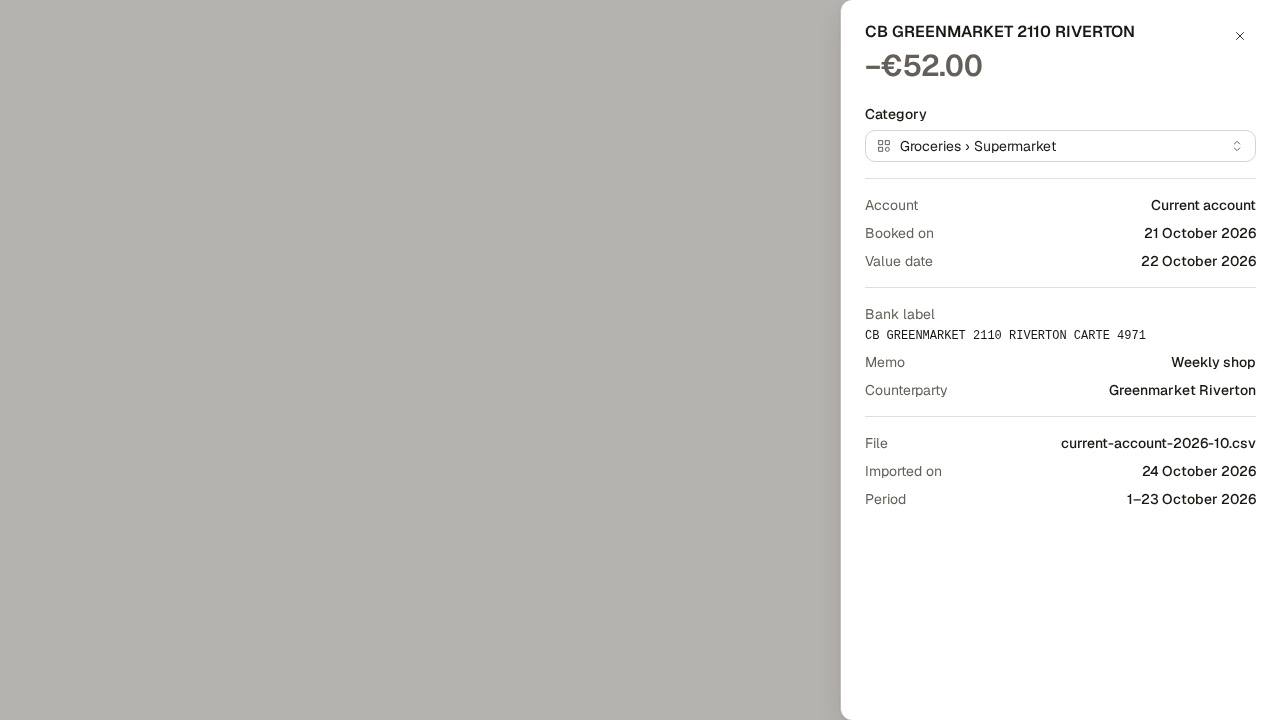 CB GREENMARKET 2110 RIVERTON
–€52.00
Category
Groceries › Supermarket
Account Current account
Booked on 21 October 2026
Value date 22 October 2026
Bank label
CB GREENMARKET 2110 RIVERTON CARTE 4971
Memo Weekly shop
Counterparty Greenmarket Riverton
File current-account-2026-10.csv
Imported on 24 October 2026
Period 1–23 October 2026